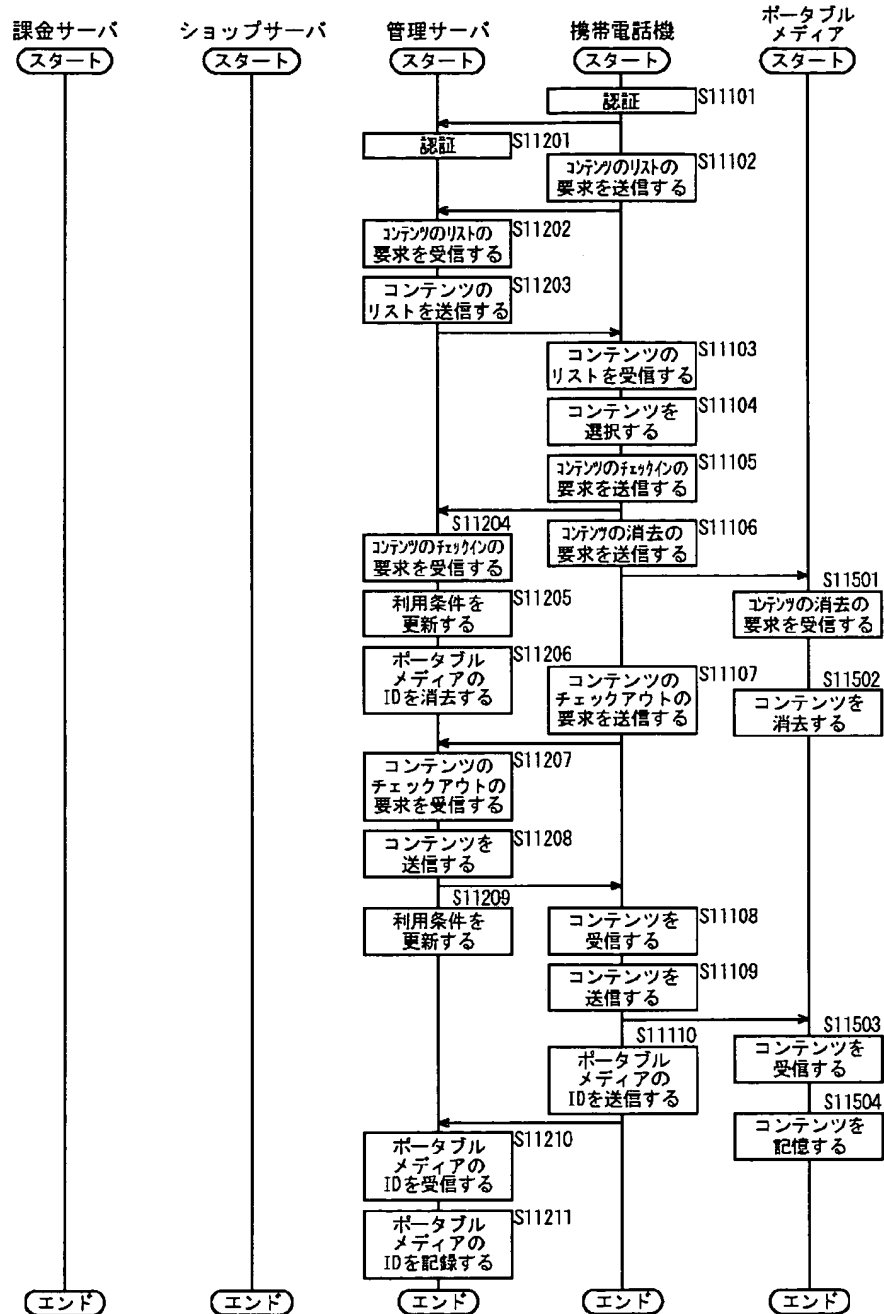 課金サーバ
ショップサーバ
管理サーバ
携帯電話機
ポータブル
メディア
スタート
スタート
スタート
スタート
スタート
認証
S11101
認証
S11201
コンテンツのリストの
要求を送信する
S11102
コンテンツのリストの
要求を受信する
S11202
コンテンツの
リストを送信する
S11203
コンテンツの
リストを受信する
S11103
コンテンツを
選択する
S11104
コンテンツのチェックインの
要求を送信する
S11105
S11204
コンテンツのチェックインの
要求を受信する
コンテンツの消去の
要求を送信する
S11106
S11501
コンテンツの消去の
要求を受信する
利用条件を
更新する
S11205
ポータブル
メディアの
IDを消去する
S11206
コンテンツの
チェックアウトの
要求を送信する
S11107
S11502
コンテンツを
消去する
コンテンツの
チェックアウトの
要求を受信する
S11207
コンテンツを
送信する
S11208
S11209
利用条件を
更新する
コンテンツを
受信する
S11108
コンテンツを
送信する
S11109
S11503
コンテンツを
受信する
S11110
ポータブル
メディアの
IDを送信する
S11504
コンテンツを
記憶する
ポータブル
メディアの
IDを受信する
S11210
ポータブル
メディアの
IDを記録する
S11211
エンド
エンド
エンド
エンド
エンド